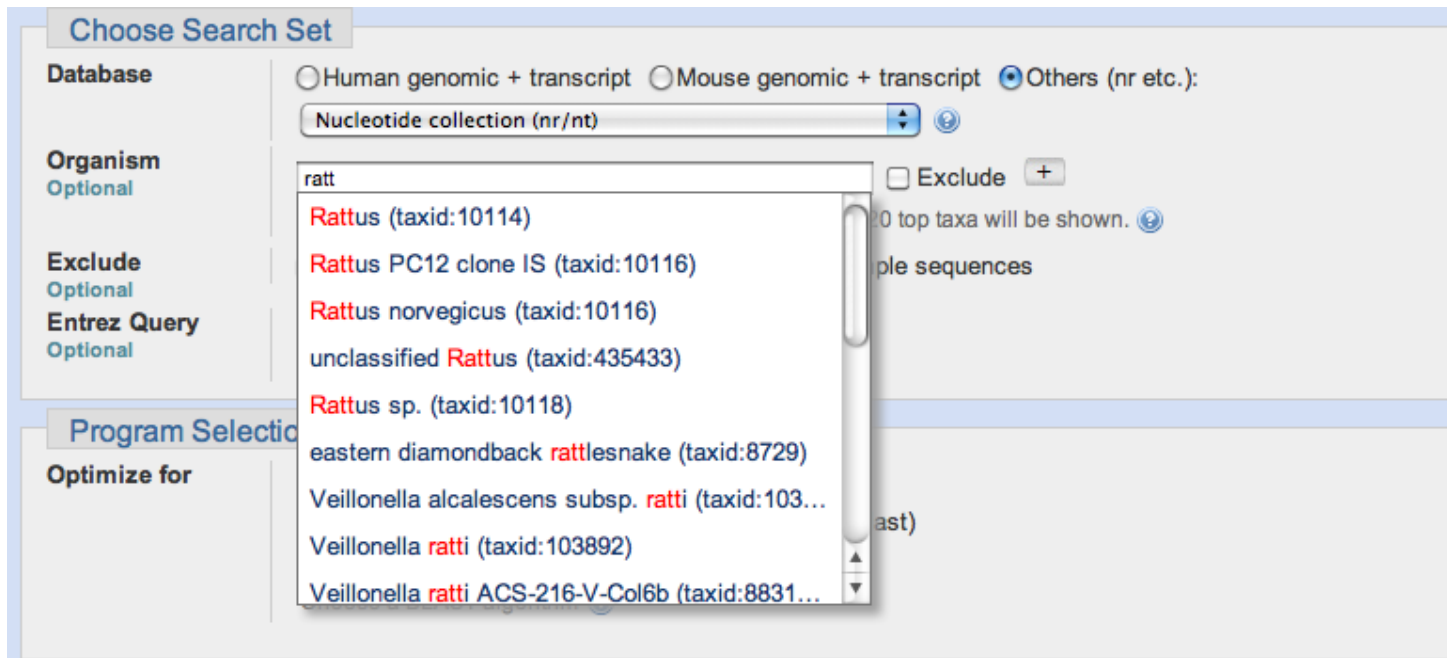 Choose Search Set
Database
Human genomic + transcript Mouse genomic + transcript Others (nr etc.):
Nucleotide collection (nr/nt)
Organism
Optional
ratt
Exclude +
Rattus (taxid:10114)
20 top taxa will be shown.
Rattus PC12 clone IS (taxid:10116)
Exclude
Optional
ple sequences
Rattus norvegicus (taxid:10116)
Entrez Query
Optional
unclassified Rattus (taxid:435433)
Rattus sp. (taxid:10118)
Program Selectio
eastern diamondback rattlesnake (taxid:8729)
Optimize for
Veillonella alcalescens subsp. ratti (taxid:103...
ast)
Veillonella ratti (taxid:103892)
Veillonella ratti ACS-216-V-Col6b (taxid:8831...